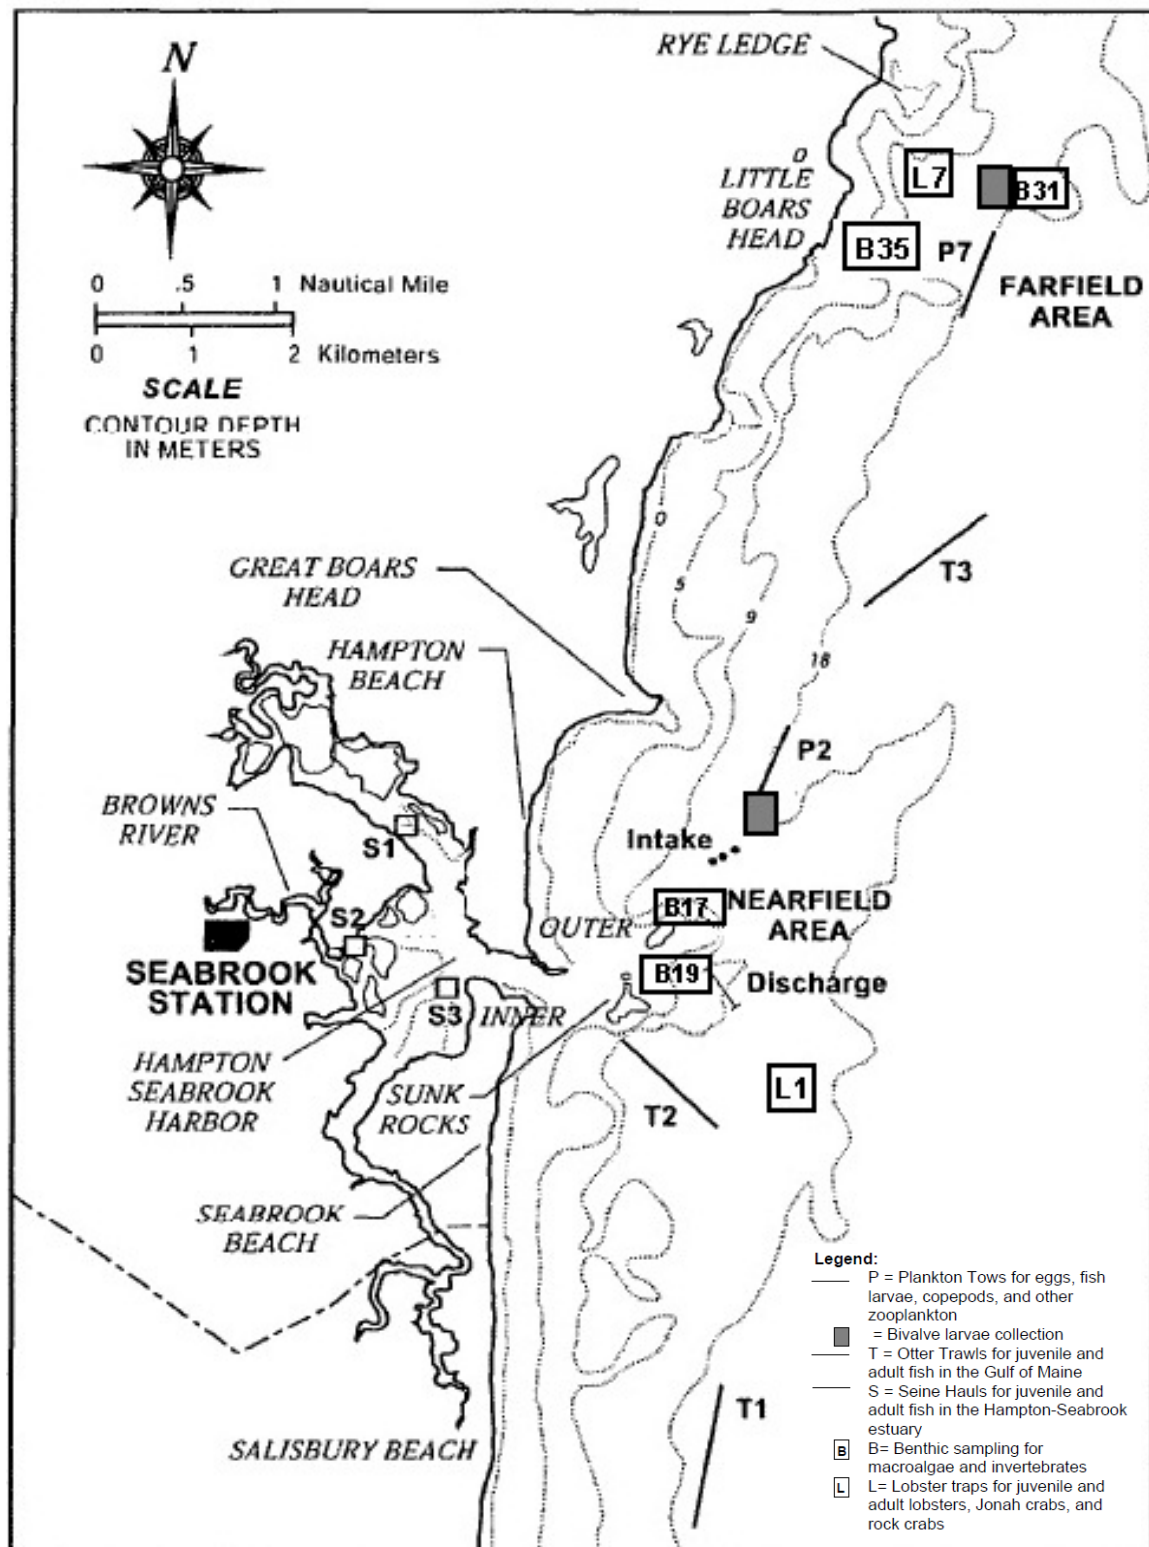 N
RYE LEDGE
0
LITTLE
BOARS
HEAD
L7
B31
B35
P7
FARFIELD
AREA
0 .5 1 Nautical Mile
0 1 2 Kilometers
SCALE
CONTOUR DEPTH
IN METERS
0
5
9
18
T3
GREAT BOARS
HEAD
HAMPTON
BEACH
P2
BROWNS
RIVER
S1
Intake
S2
B17
NEARFIELD
AREA
OUTER
SEABROOK
STATION
B19
Discharge
S3
INNER
HAMPTON
SEABROOK
HARBOR
SUNK
ROCKS
T2
L1
SEABROOK
BEACH
SALISBURY BEACH
T1
Legend:
P = Plankton Tows for eggs, fish
larvae, copepods, and other
zooplankton
= Bivalve larvae collection
T = Otter Trawls for juvenile and
adult fish in the Gulf of Maine
S = Seine Hauls for juvenile and
adult fish in the Hampton-Seabrook
estuary
B B= Benthic sampling for
macroalgae and invertebrates
L L= Lobster traps for juvenile and
adult lobsters, Jonah crabs, and
rock crabs